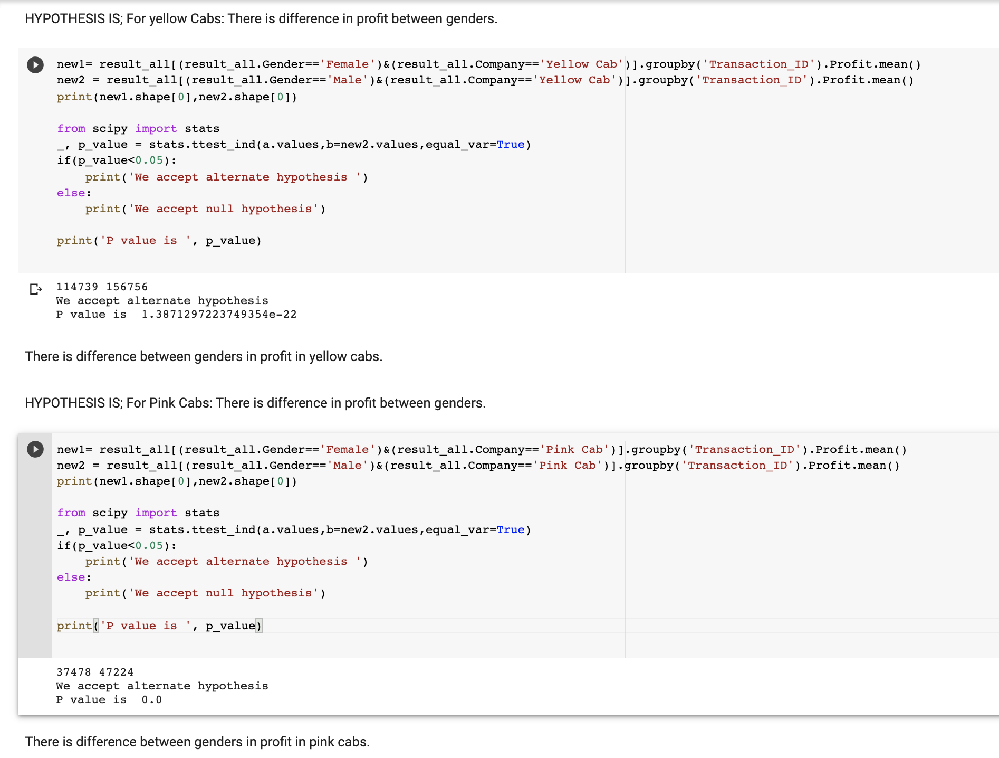 HYPOTHESIS IS; For yellow Cabs: There is difference in profit between genders.
new1= result_all[(result_all.Gender=='Female')&(result_all.Company=='Yellow Cab')].groupby('Transaction_ID').Profit.mean()
new2 = result_all[(result_all.Gender=='Male')&(result_all.Company=='Yellow Cab')].groupby('Transaction_ID').Profit.mean()
print(new1.shape[0],new2.shape[0])
from scipy import stats
_, p_value = stats.ttest_ind(a.values,b=new2.values,equal_var=True)
if(p_value<0.05):
    print('We accept alternate hypothesis ')
else:
    print('We accept null hypothesis')
print('P value is ', p_value)
114739 156756
We accept alternate hypothesis
P value is  1.3871297223749354e-22
There is difference between genders in profit in yellow cabs.
HYPOTHESIS IS; For Pink Cabs: There is difference in profit between genders.
new1= result_all[(result_all.Gender=='Female')&(result_all.Company=='Pink Cab')].groupby('Transaction_ID').Profit.mean()
new2 = result_all[(result_all.Gender=='Male')&(result_all.Company=='Pink Cab')].groupby('Transaction_ID').Profit.mean()
print(new1.shape[0],new2.shape[0])
from scipy import stats
_, p_value = stats.ttest_ind(a.values,b=new2.values,equal_var=True)
if(p_value<0.05):
    print('We accept alternate hypothesis ')
else:
    print('We accept null hypothesis')
print('P value is ', p_value)
37478 47224
We accept alternate hypothesis
P value is  0.0
There is difference between genders in profit in pink cabs.